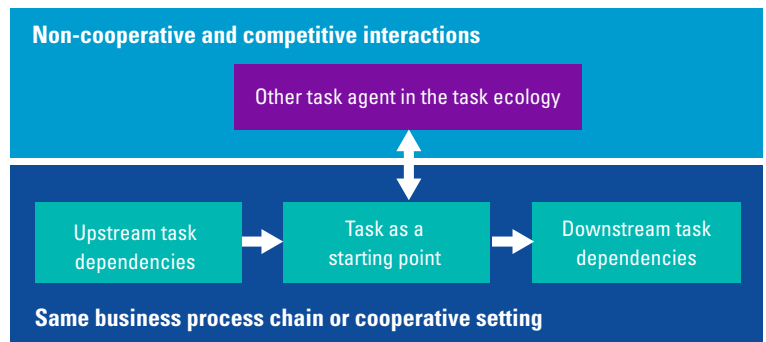 Non-cooperative and competitive interactions
Other task agent in the task ecology
Upstream task
dependencies
Task as a
starting point
Downstream task
dependencies
Same business process chain or cooperative setting